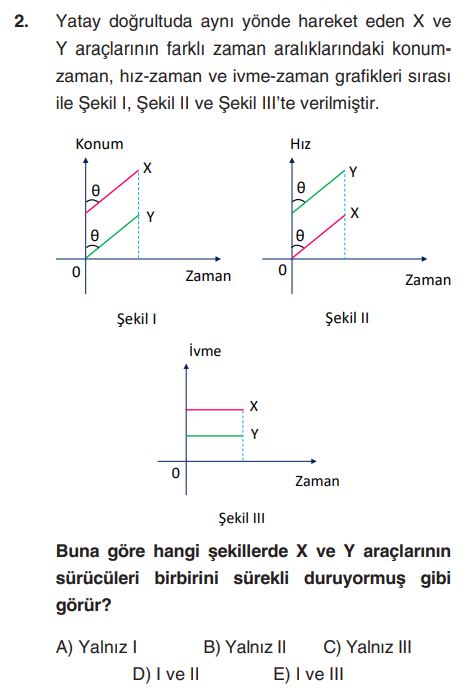 2. Yatay doğrultuda aynı yönde hareket eden X ve
Y araçlarının farklı zaman aralıklarındaki konum-
zaman, hız-zaman ve ivme-zaman grafikleri sırası
ile Şekil I, Şekil II ve Şekil III'te verilmiştir.
Konum
X
θ
Y
θ
0
Zaman
Şekil I
Hız
Y
θ
X
θ
0
Zaman
Şekil II
İvme
X
Y
0
Zaman
Şekil III
Buna göre hangi şekillerde X ve Y araçlarının
sürücüleri birbirini sürekli duruyormuş gibi
görür?
A) Yalnız I B) Yalnız II C) Yalnız III
D) I ve II E) I ve III